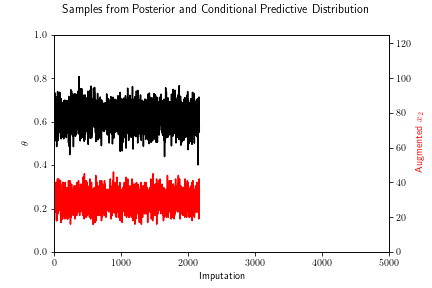 Samples from Posterior and Conditional Predictive Distribution
1.0
0.8
0.6
0.4
0.2
0.0
θ
120
100
80
60
40
20
0
Augmented x₂
0 1000 2000 3000 4000 5000
Imputation